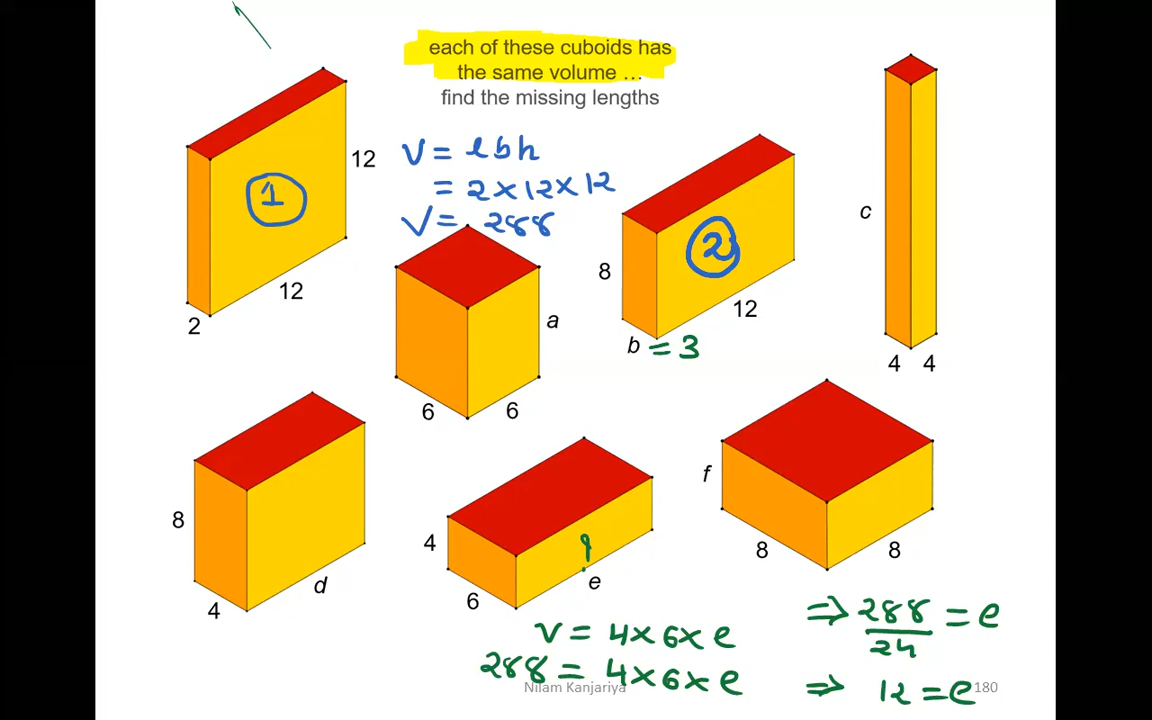 each of these cuboids has
the same volume …
find the missing lengths
12
12
2
1
V = lbh
= 2 × 12 × 12
V = 288
a
6
6
8
2
12
b = 3
c
4
4
8
4
d
4
6
e
f
8
8
V = 4 × 6 × e
288 = 4 × 6 × e
⇒ 288 = e
24
⇒ 12 = e
Nilam Kanjariya
180